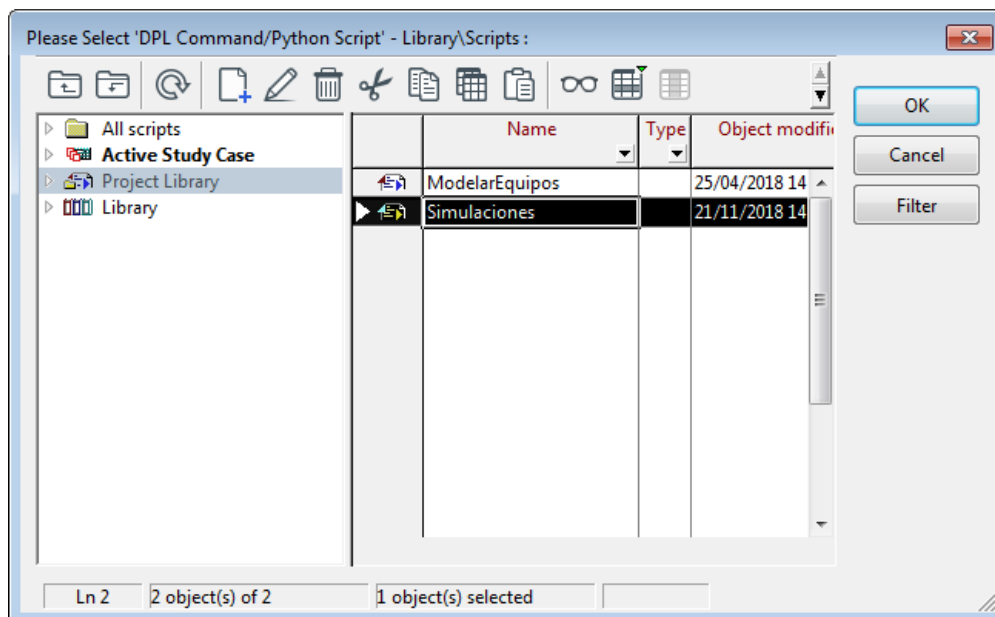 Please Select 'DPL Command/Python Script' - Library\Scripts :
OK
Cancel
Filter
All scripts
Active Study Case
Project Library
Library
Name Type Object modifi
ModelarEquipos 25/04/2018 14
Simulaciones 21/11/2018 14
Ln 2 2 object(s) of 2 1 object(s) selected